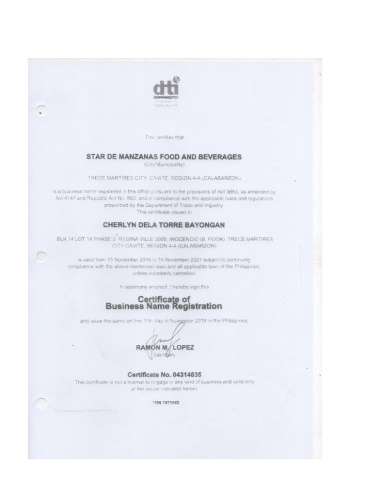 dti
This certifies that
STAR DE MANZANAS FOOD AND BEVERAGES
(City/Municipality)
TRECE MARTIRES CITY, CAVITE, REGION 4-A (CALABARZON)
is a business name registered in this office pursuant to the provisions of Act 3883, as amended by
Act 4147 and Republic Act No. 863, and in compliance with the applicable rules and regulations
prescribed by the Department of Trade and Industry.
This certificate issued to
CHERLYN DELA TORRE BAYONGAN
BLK 14 LOT 14 PHASE 2 REGINA VILLE 2000, INOCENCIO (B. POOK), TRECE MARTIRES
CITY, CAVITE, REGION 4-A (CALABARZON)
is valid from 15 November 2016 to 15 November 2021 subject to continuing
compliance with the above-mentioned laws and all applicable laws of the Philippines,
unless voluntarily cancelled.
In testimony whereof, I hereby sign this
Certificate of
Business Name Registration
and issue the same on this 15th day of November 2016 in the Philippines.
RAMON M. LOPEZ
Secretary
Certificate No. 04314835
This certificate is not a license to engage in any kind of business and valid only
at the scope indicated herein.